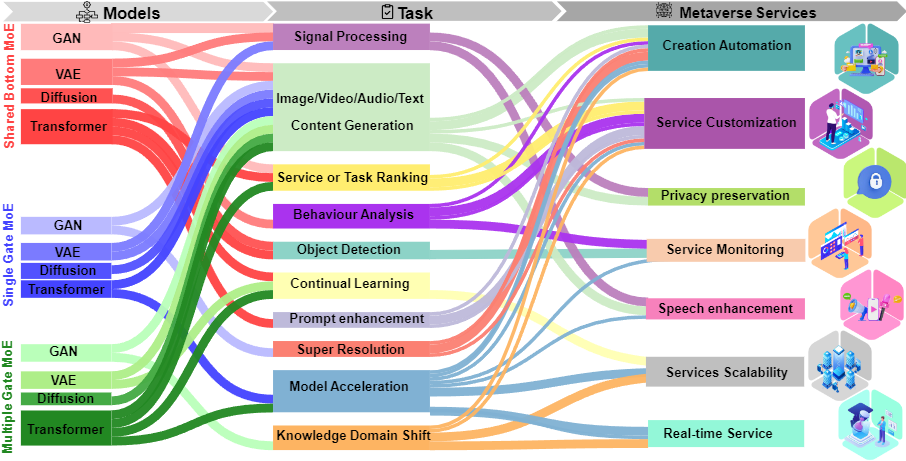 Models
Task
Metaverse Services
Shared Bottom MoE
GAN
VAE
Diffusion
Transformer
Single Gate MoE
GAN
VAE
Diffusion
Transformer
Multiple Gate MoE
GAN
VAE
Diffusion
Transformer
Signal Processing
Image/Video/Audio/Text
Content Generation
Service or Task Ranking
Behaviour Analysis
Object Detection
Continual Learning
Prompt enhancement
Super Resolution
Model Acceleration
Knowledge Domain Shift
Creation Automation
Service Customization
Privacy preservation
Service Monitoring
Speech enhancement
Services Scalability
Real-time Service